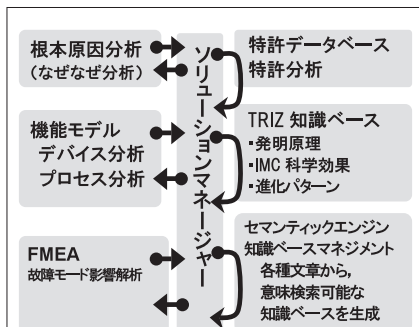 根本原因分析
(なぜなぜ分析)
機能モデル
デバイス分析
プロセス分析
FMEA
故障モード影響解析
ソリューションマネージャー
特許データベース
特許分析
TRIZ 知識ベース
・発明原理
・IMC 科学効果
・進化パターン
セマンティックエンジン
知識ベースマネジメント
各種文章から,
意味検索可能な
知識ベースを生成